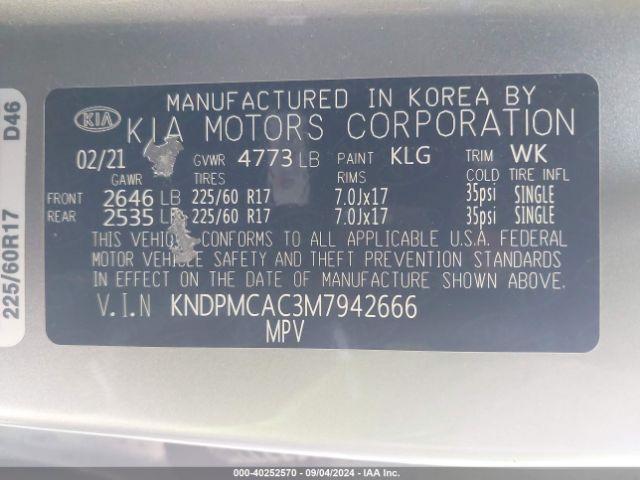 225/60R17 D46
KIA
MANUFACTURED IN KOREA BY
KIA MOTORS CORPORATION
02/21 GVWR 4773 LB PAINT KLG TRIM WK
GAWR TIRES RIMS COLD TIRE INFL
FRONT 2646 LB 225/60 R17 7.0Jx17 35psi SINGLE
REAR 2535 225/60 R17 7.0Jx17 35psi SINGLE
THIS CONFORMS TO ALL APPLICABLE U.S.A. FEDERAL
MOTOR VEHICLE SAFETY AND THEFT PREVENTION STANDARDS
IN EFFECT ON THE DATE OF MANUFACTURE SHOWN ABOVE.
V.I.N KNDPMCAC3M7942666
MPV
000-40252570 - 09/04/2024 - IAA Inc.